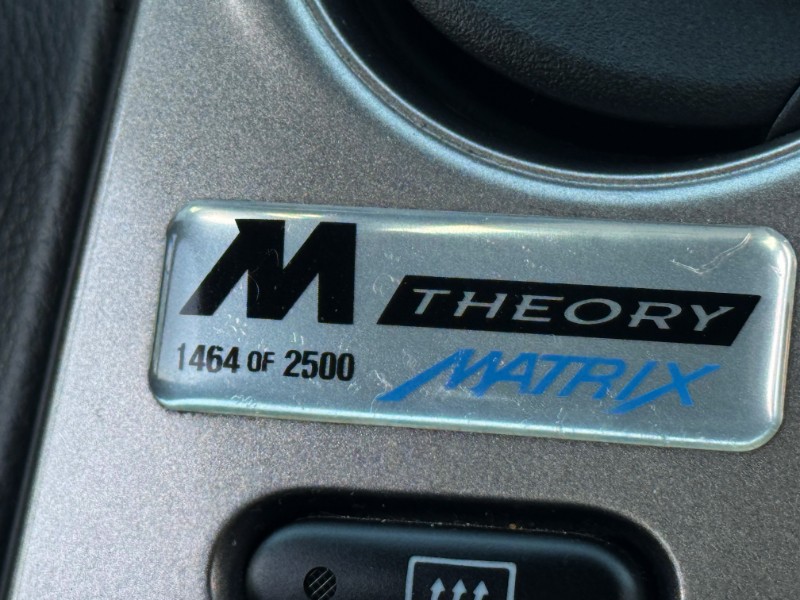 M THEORY
1464 OF 2500 MATRIX